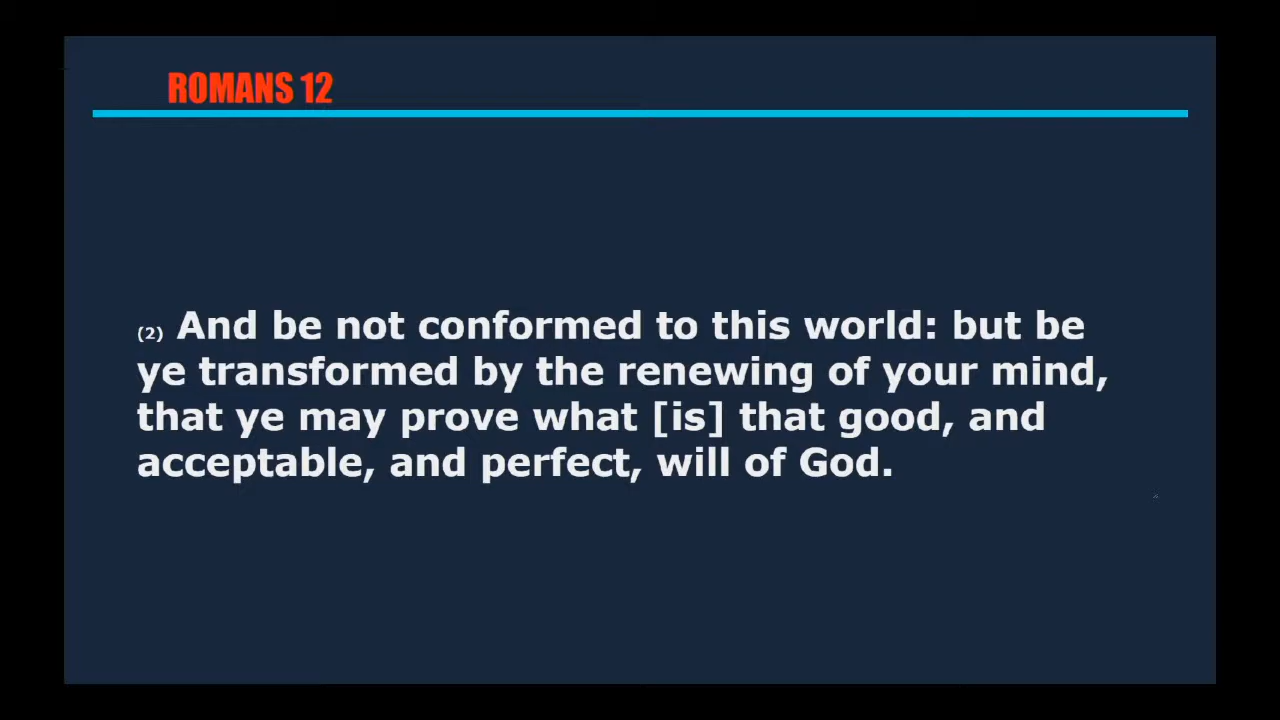 ROMANS 12
(2) And be not conformed to this world: but be
ye transformed by the renewing of your mind,
that ye may prove what [is] that good, and
acceptable, and perfect, will of God.